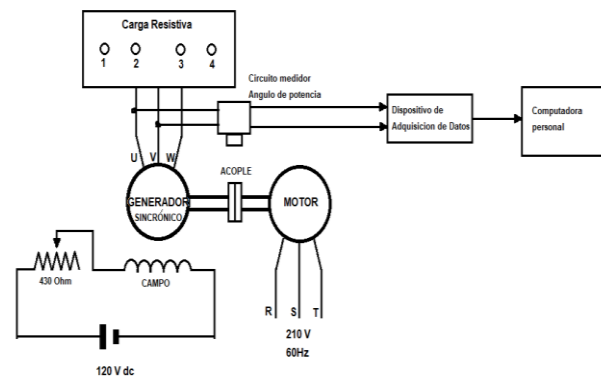 Carga Resistiva
1 2 3 4
Circuito medidor
Angulo de potencia
Dispositivo de
Adquisicion de Datos
Computadora
personal
U V W
ACOPLE
GENERADOR
SINCRÓNICO
MOTOR
430 Ohm
CAMPO
R S T
210 V
60Hz
120 V dc